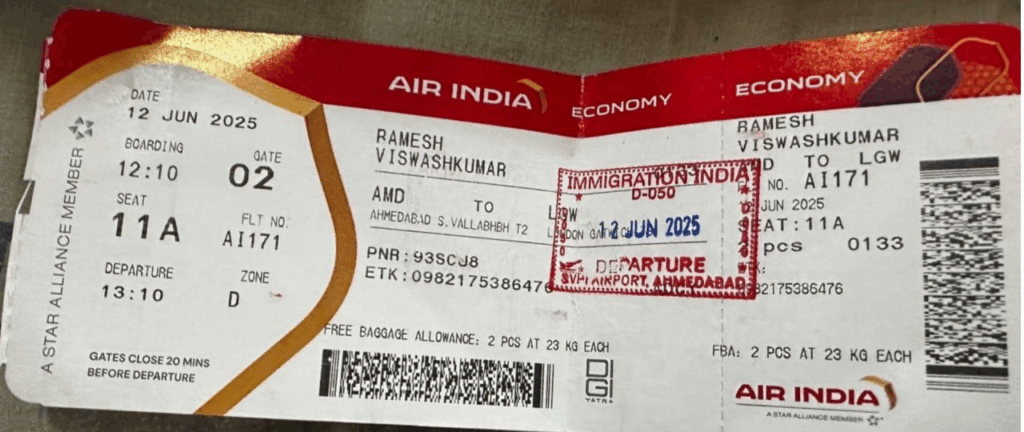 A STAR ALLIANCE MEMBER
DATE
12 JUN 2025
BOARDING
12:10
GATE
02
SEAT
11A
FLT NO.
AI171
DEPARTURE
13:10
ZONE
D
GATES CLOSE 20 MINS
BEFORE DEPARTURE
AIR INDIA
ECONOMY
RAMESH
VISWASHKUMAR
AMD TO LGW
AHMEDABAD S.VALLABHBH T2
PNR:93SCJ8
ETK:0982175386476
FREE BAGGAGE ALLOWANCE: 2 PCS AT 23 KG EACH
DIGI
YATRA
IMMIGRATION INDIA
D-050
12 JUN 2025
DEPARTURE
SVPI AIRPORT, AHMEDABAD
ECONOMY
RAMESH
VISWASHKUMAR
TO LGW
NO. AI171
JUN 2025
SEAT:11A
pcs 0133
82175386476
FBA: 2 PCS AT 23 KG EACH
AIR INDIA
A STAR ALLIANCE MEMBER